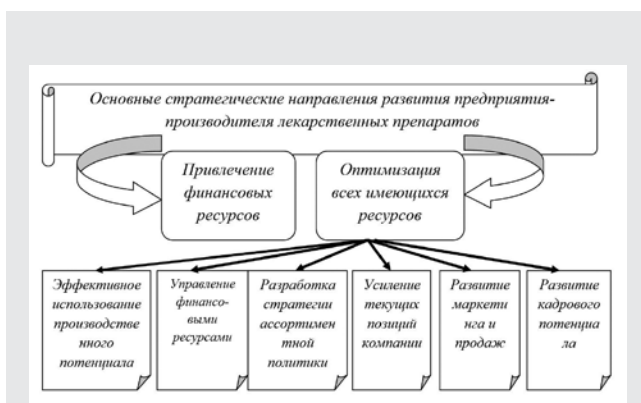 Основные стратегические направления развития предприятия-
производителя лекарственных препаратов
Привлечение
финансовых
ресурсов
Оптимизация
всех имеющихся
ресурсов
Эффективное
использование
производстве
нного
потенциала
Управление
финансо-
выми
ресурсами
Разработка
стратегии
ассортимен
тной
политики
Усиление
текущих
позиций
компании
Развитие
маркети
нга и
продаж
Развитие
кадрового
потенциа
ла